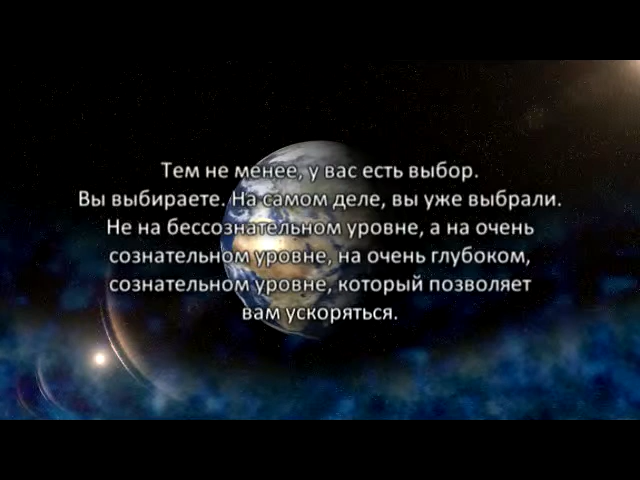 Тем не менее, у вас есть выбор.
Вы выбираете. На самом деле, вы уже выбрали.
Не на бессознательном уровне, а на очень
сознательном уровне, на очень глубоком,
сознательном уровне, который позволяет
вам ускоряться.